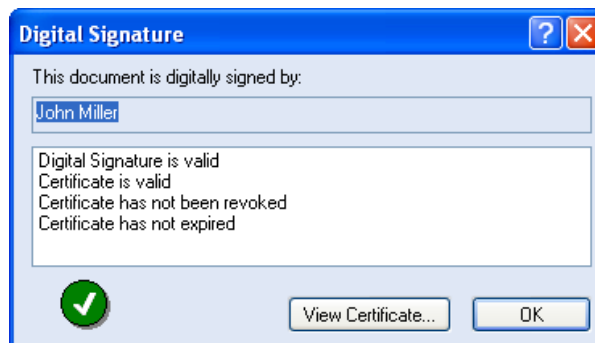 Digital Signature
This document is digitally signed by:
John Miller
Digital Signature is valid
Certificate is valid
Certificate has not been revoked
Certificate has not expired
View Certificate... OK